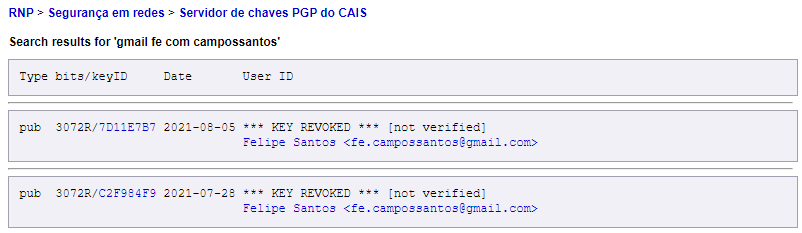 RNP > Segurança em redes > Servidor de chaves PGP do CAIS
Search results for 'gmail fe com campossantos'
Type bits/keyID Date User ID
pub 3072R/7D11E7B7 2021-08-05 *** KEY REVOKED *** [not verified]
Felipe Santos <fe.campossantos@gmail.com>
pub 3072R/C2F984F9 2021-07-28 *** KEY REVOKED *** [not verified]
Felipe Santos <fe.campossantos@gmail.com>